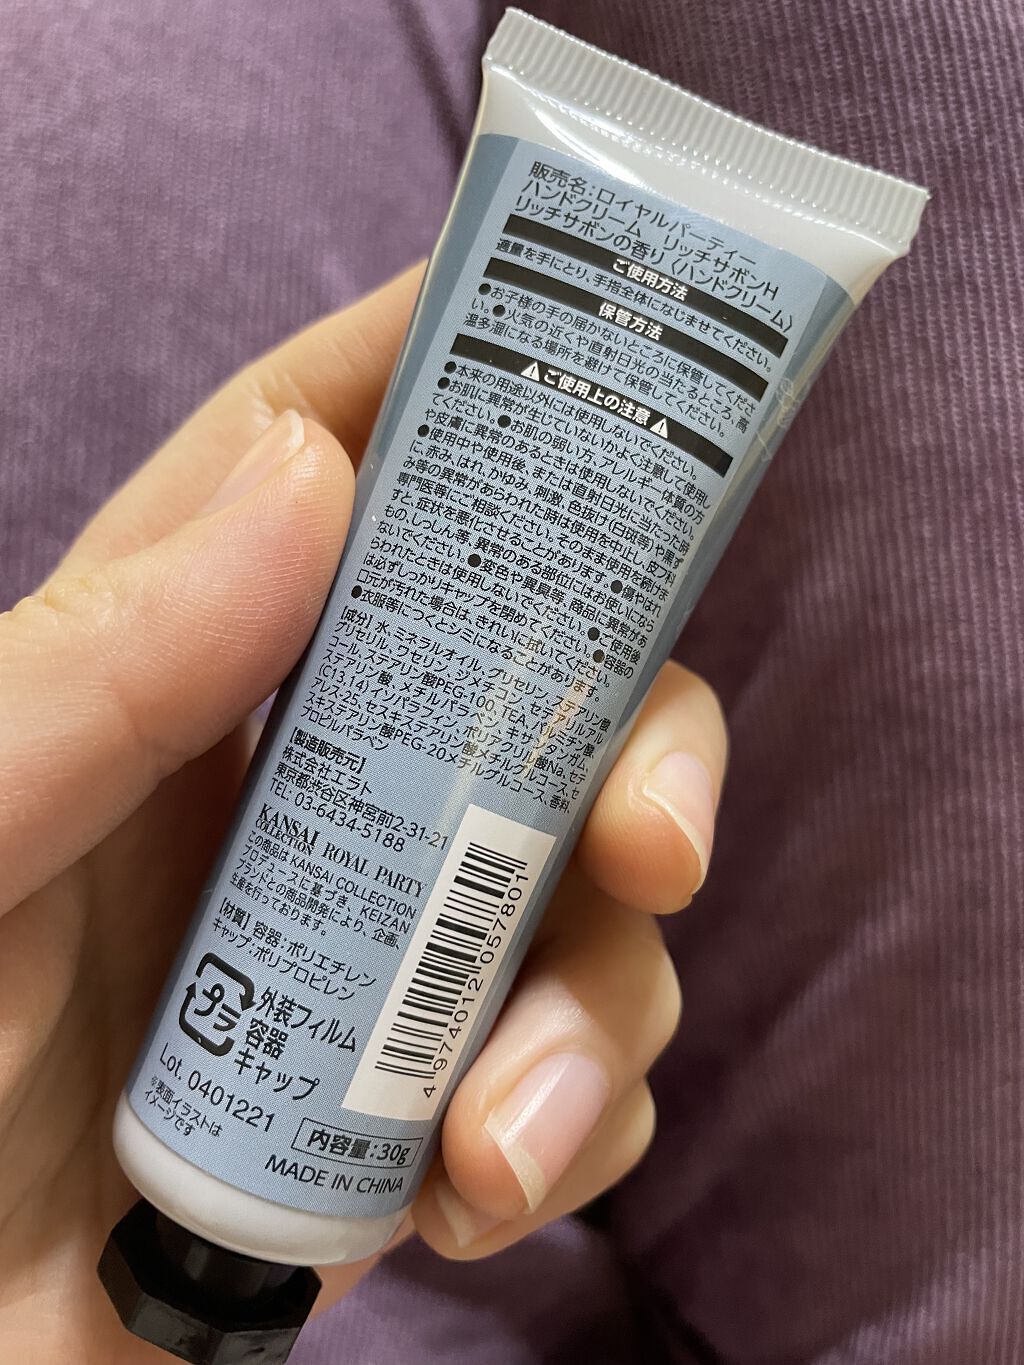 販売名:ロイヤルパーティー
ハンドクリーム リッチサボンH
リッチサボンの香り〈ハンドクリーム〉
ご使用方法
適量を手にとり、手指全体になじませてください。
保管方法
●お子様の手の届かないところに保管してくださ
い。●火気の近くや直射日光の当たるところ、高
温多湿になる場所を避けて保管してください。
⚠ご使用上の注意⚠
●本来の用途以外には使用しないでください。
●お肌に異常が生じていないかよく注意して使用し
てください。●お肌の弱い方、アレルギー体質の方
や皮膚に異常のあるときは使用しないでください。
●使用中や使用後、または直射日光に当たった時
に、赤み、はれ、かゆみ、刺激、色抜け(白斑等)や黒ず
み等の異常があらわれた時は使用を中止し、皮フ科
専門医等にご相談ください。そのまま使用を続けま
すと、症状を悪化させることがあります。●傷やはれ
もの、しっしん等、異常のある部位にはお使いになら
ないでください。●変色や異臭等、商品に異常があ
らわれたときは使用しないでください。●ご使用後
は必ずしっかりキャップを閉めてください。●容器の
口元が汚れた場合は、きれいに拭いてください。
●衣服等につくとシミになることがあります。
【成分】水、ミネラルオイル、グリセリン、ステアリン酸
グリセリル、ワセリン、ジメチコン、セテアリルアル
コール、ステアリン酸PEG-100、TEA、パルミチン酸、
ステアリン酸、メチルパラベン、キサンタンガム、
(C13,14)イソパラフィン、ポリアクリル酸Na、セテ
アレス-25、セスキステアリン酸メチルグルコース、セ
スキステアリン酸PEG-20メチルグルコース、香料、
プロピルパラベン
【製造販売元】
株式会社エラト
東京都渋谷区神宮前2-31-21
TEL: 03-6434-5188
KANSAI COLLECTION ROYAL PARTY
この商品は KANSAI COLLECTION
プロデュースに基づき、KEIZAN
ブランドとの商品開発により、企画、
生産を行っております。
【材質】容器:ポリエチレン
キャップ:ポリプロピレン
プラ
外装フィルム
容器
キャップ
4 974012 057801
Lot. 0401221
※表面イラストは
イメージです
内容量:30g
MADE IN CHINA